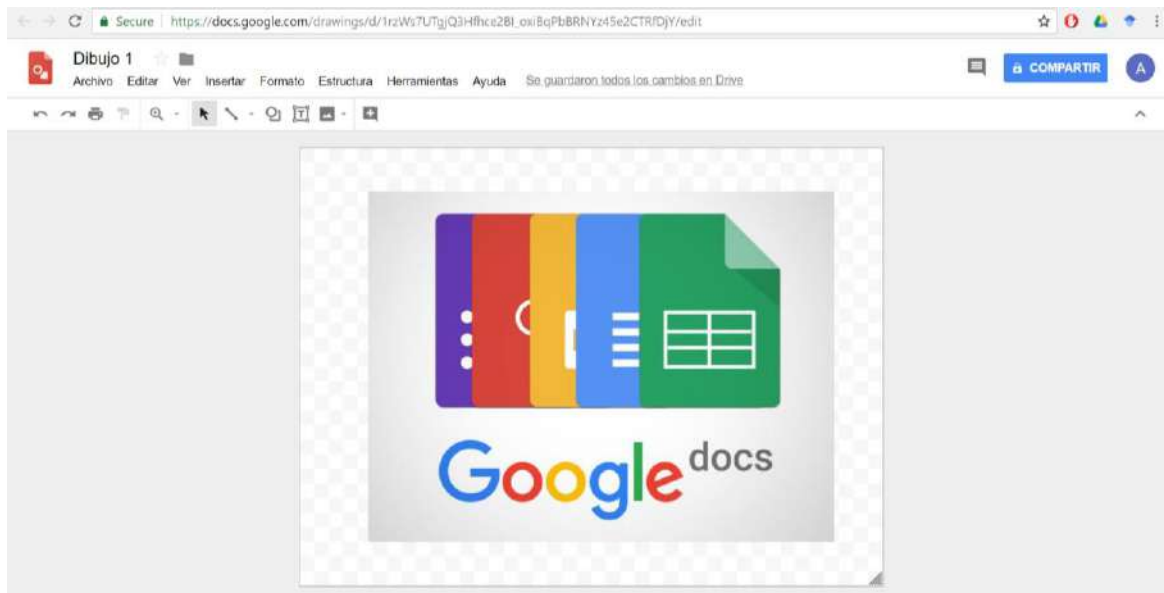 Secure https://docs.google.com/drawings/d/1rzWs7UTgjQ3Hfhce2BI_oxiBqPbBRNYz45e2CTRfDjY/edit
Dibujo 1
Archivo Editar Ver Insertar Formato Estructura Herramientas Ayuda Se guardaron todos los cambios en Drive
COMPARTIR
A
Google docs